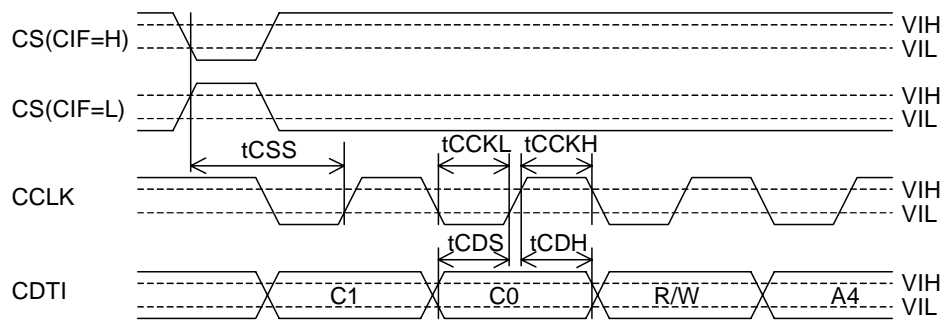 CS(CIF=H) VIH
VIL
CS(CIF=L) VIH
VIL
tCSS tCCKL tCCKH
CCLK VIH
VIL
tCDS tCDH
CDTI C1 C0 R/W A4 VIH
VIL